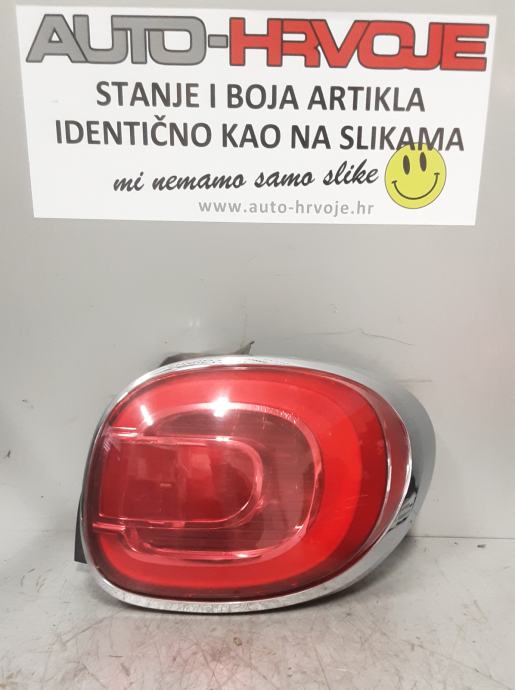 AUTO-HRVOJE
STANJE I BOJA ARTIKLA
IDENTIČNO KAO NA SLIKAMA
mi nemamo samo slike
www.auto-hrvoje.hr